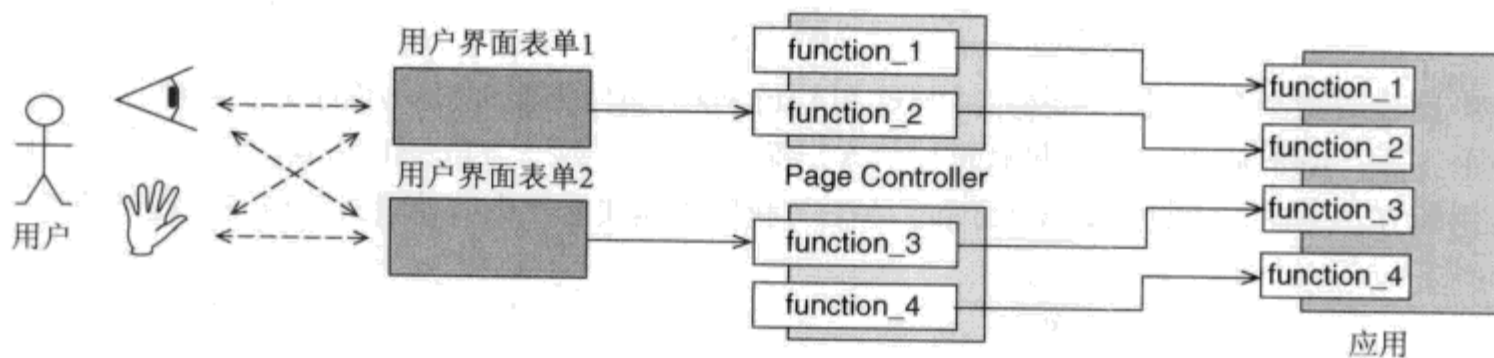 用户
用户界面表单1
用户界面表单2
function_1
function_2
Page Controller
function_3
function_4
function_1
function_2
function_3
function_4
应用